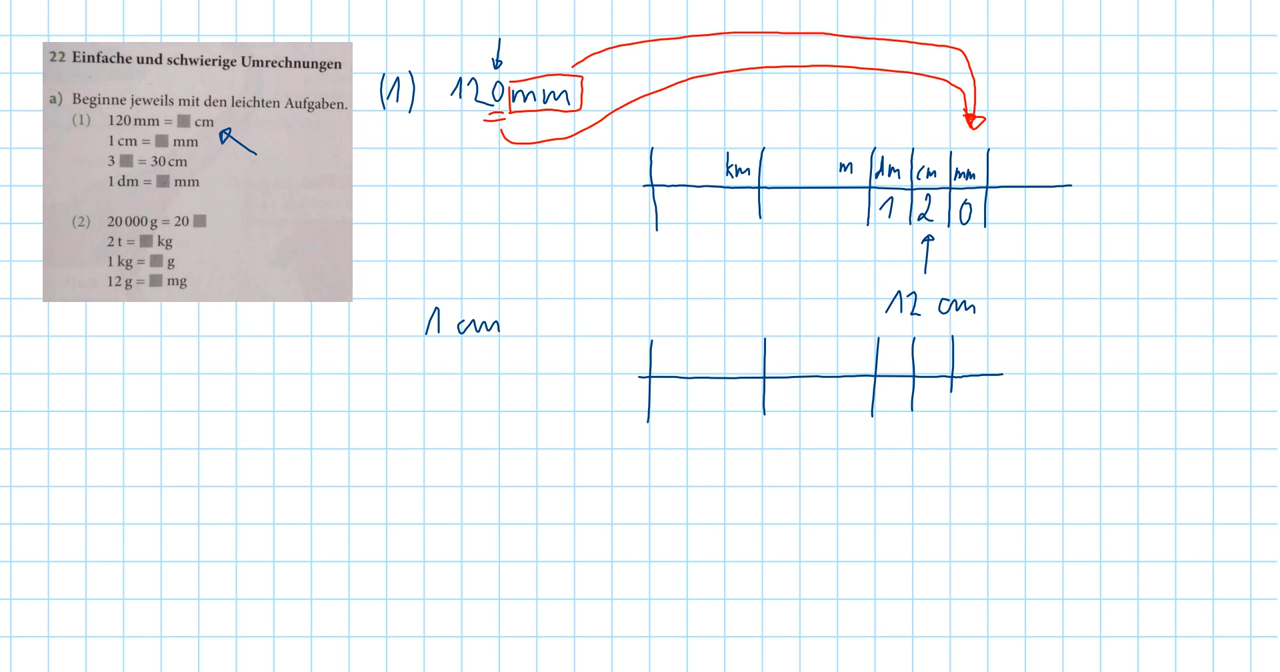 22 Einfache und schwierige Umrechnungen
a) Beginne jeweils mit den leichten Aufgaben.
(1) 120 mm = cm
1 cm = mm
3 = 30 cm
1 dm = mm
(2) 20 000 g = 20
2 t = kg
1 kg = g
12 g = mg
(1) 120 mm
km m dm cm mm
1 2 0
12 cm
1 cm